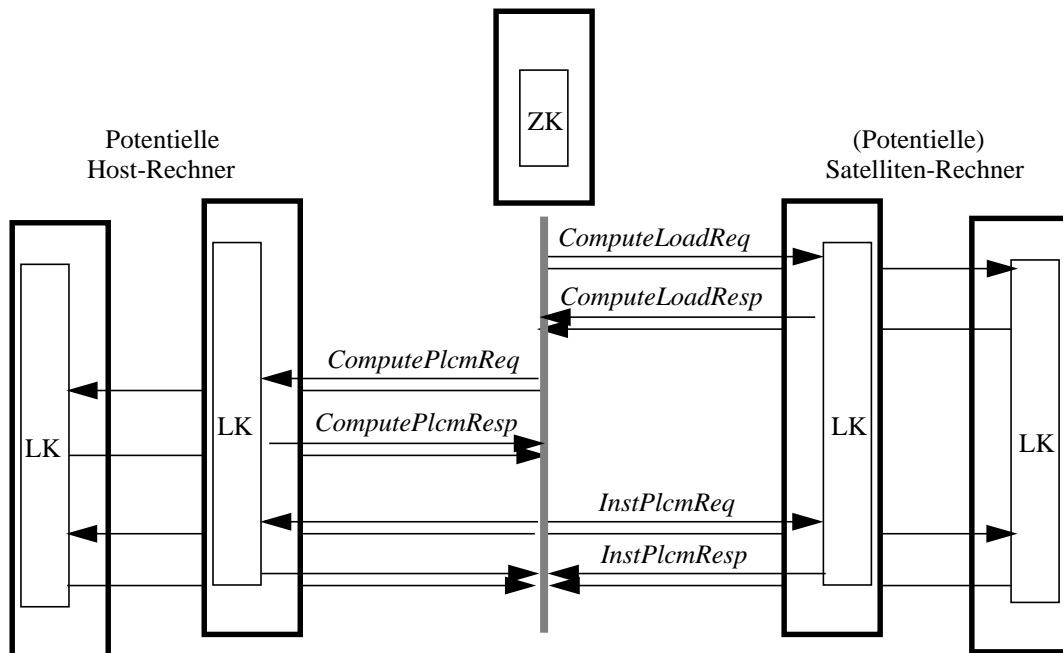 ZK
Potentielle
Host-Rechner
(Potentielle)
Satelliten-Rechner
ComputeLoadReq
ComputeLoadResp
ComputePlcmReq
ComputePlcmResp
LK
LK
LK
LK
InstPlcmReq
InstPlcmResp